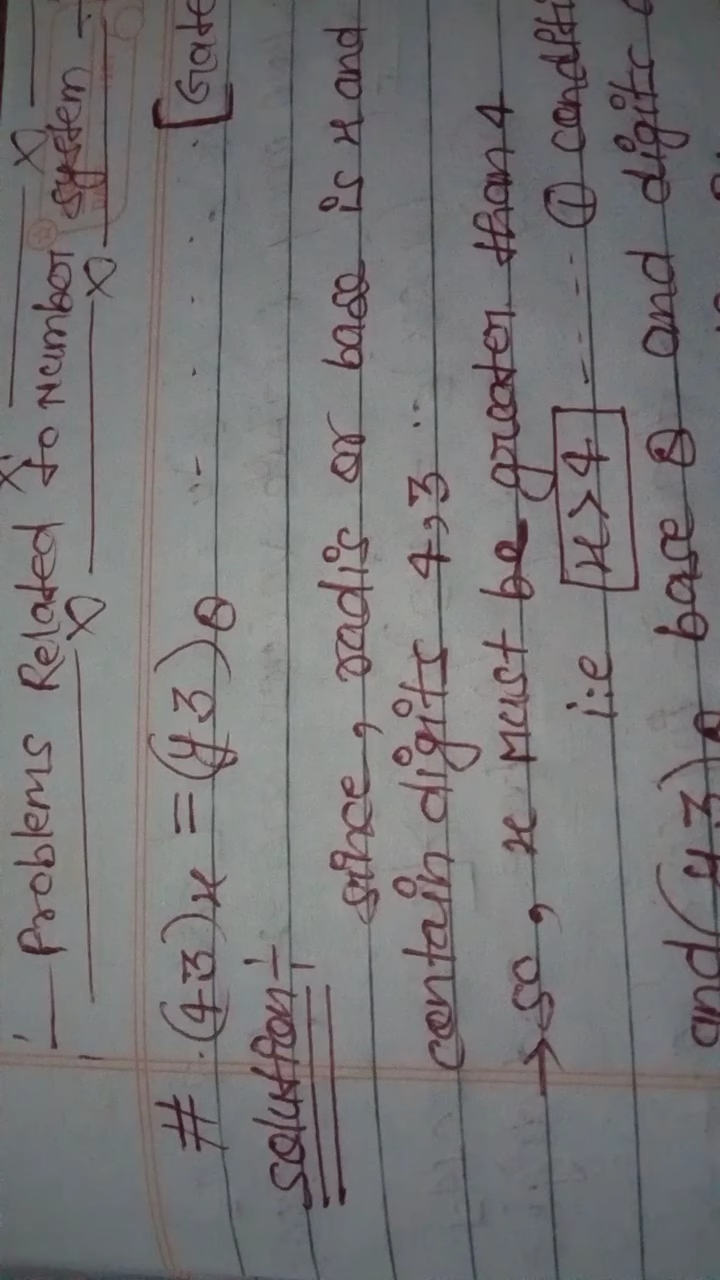 Problems Related to Number system
# (43)x = (y3)8 [Gate
Solution :-
since, radis or base is x and
contain digits 4,3
→ so, x must be greater than 4
i.e x>4 ---- ① conditi
and (y3)8 base 8 and digits